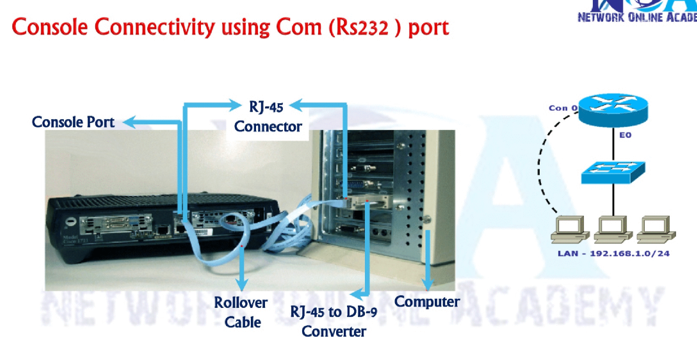 NETWORK ONLINE ACADE
Console Connectivity using Com (Rs232 ) port
RJ-45
Connector
Console Port
Con 0
E0
LAN - 192.168.1.0/24
Rollover
Cable
RJ-45 to DB-9
Converter
Computer
NETWORK ONLINE ACADEMY